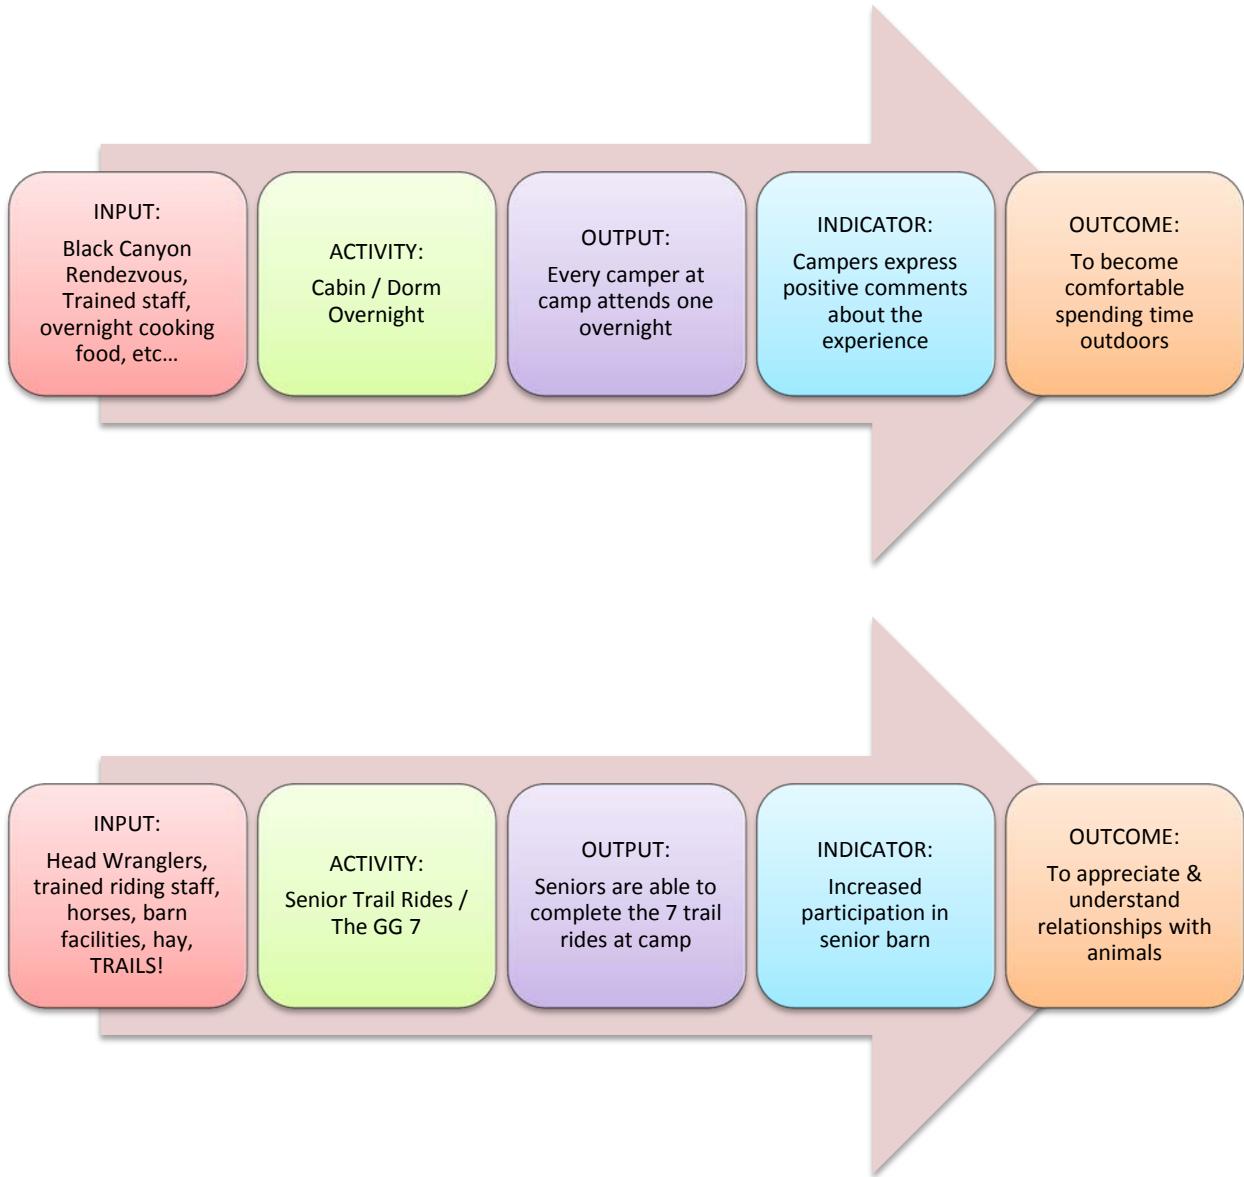 INPUT:
Black Canyon
Rendezvous,
Trained staff,
overnight cooking
food, etc…
ACTIVITY:
Cabin / Dorm
Overnight
OUTPUT:
Every camper at
camp attends one
overnight
INDICATOR:
Campers express
positive comments
about the
experience
OUTCOME:
To become
comfortable
spending time
outdoors
INPUT:
Head Wranglers,
trained riding staff,
horses, barn
facilities, hay,
TRAILS!
ACTIVITY:
Senior Trail Rides /
The GG 7
OUTPUT:
Seniors are able to
complete the 7 trail
rides at camp
INDICATOR:
Increased
participation in
senior barn
OUTCOME:
To appreciate &
understand
relationships with
animals